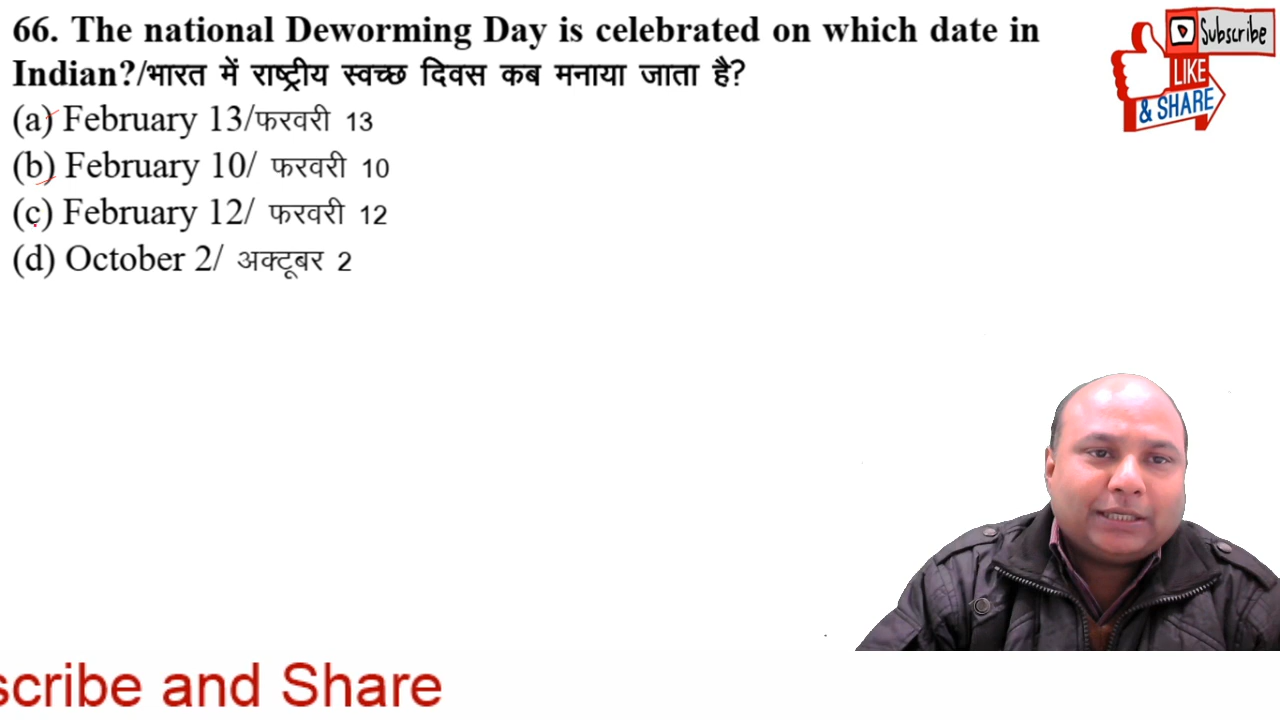 66. The national Deworming Day is celebrated on which date in
Indian?/भारत में राष्ट्रीय स्वच्छ दिवस कब मनाया जाता है?
(a) February 13/फरवरी 13
(b) February 10/ फरवरी 10
(c) February 12/ फरवरी 12
(d) October 2/ अक्टूबर 2
Subscribe
LIKE
& SHARE
scribe and Share